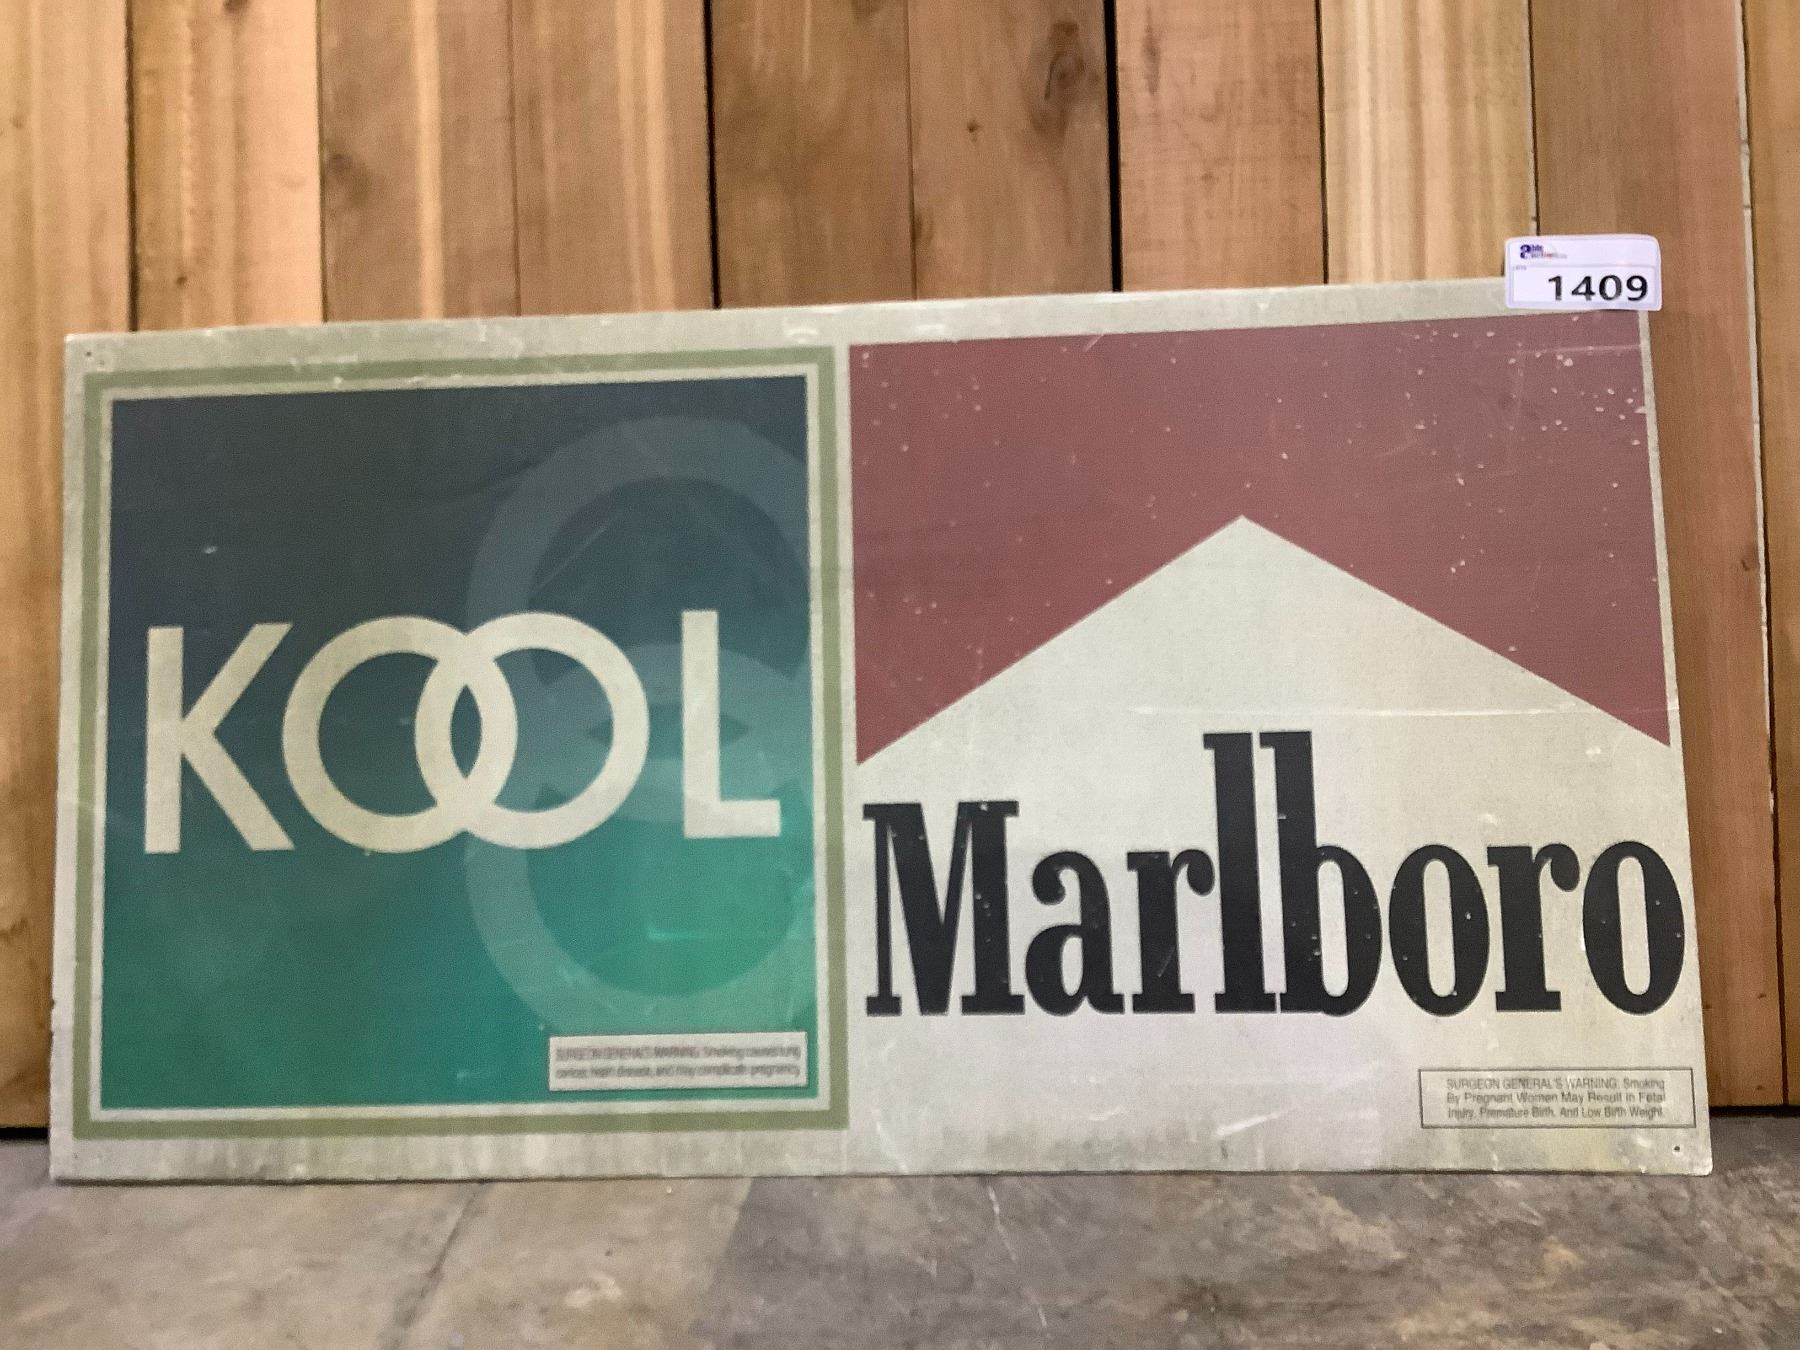 1409
KOOL
Marlboro
SURGEON GENERAL'S WARNING: Smoking causes lung
cancer, heart disease, and may complicate pregnancy.
SURGEON GENERAL'S WARNING: Smoking
By Pregnant Women May Result in Fetal
Injury, Premature Birth, And Low Birth Weight.